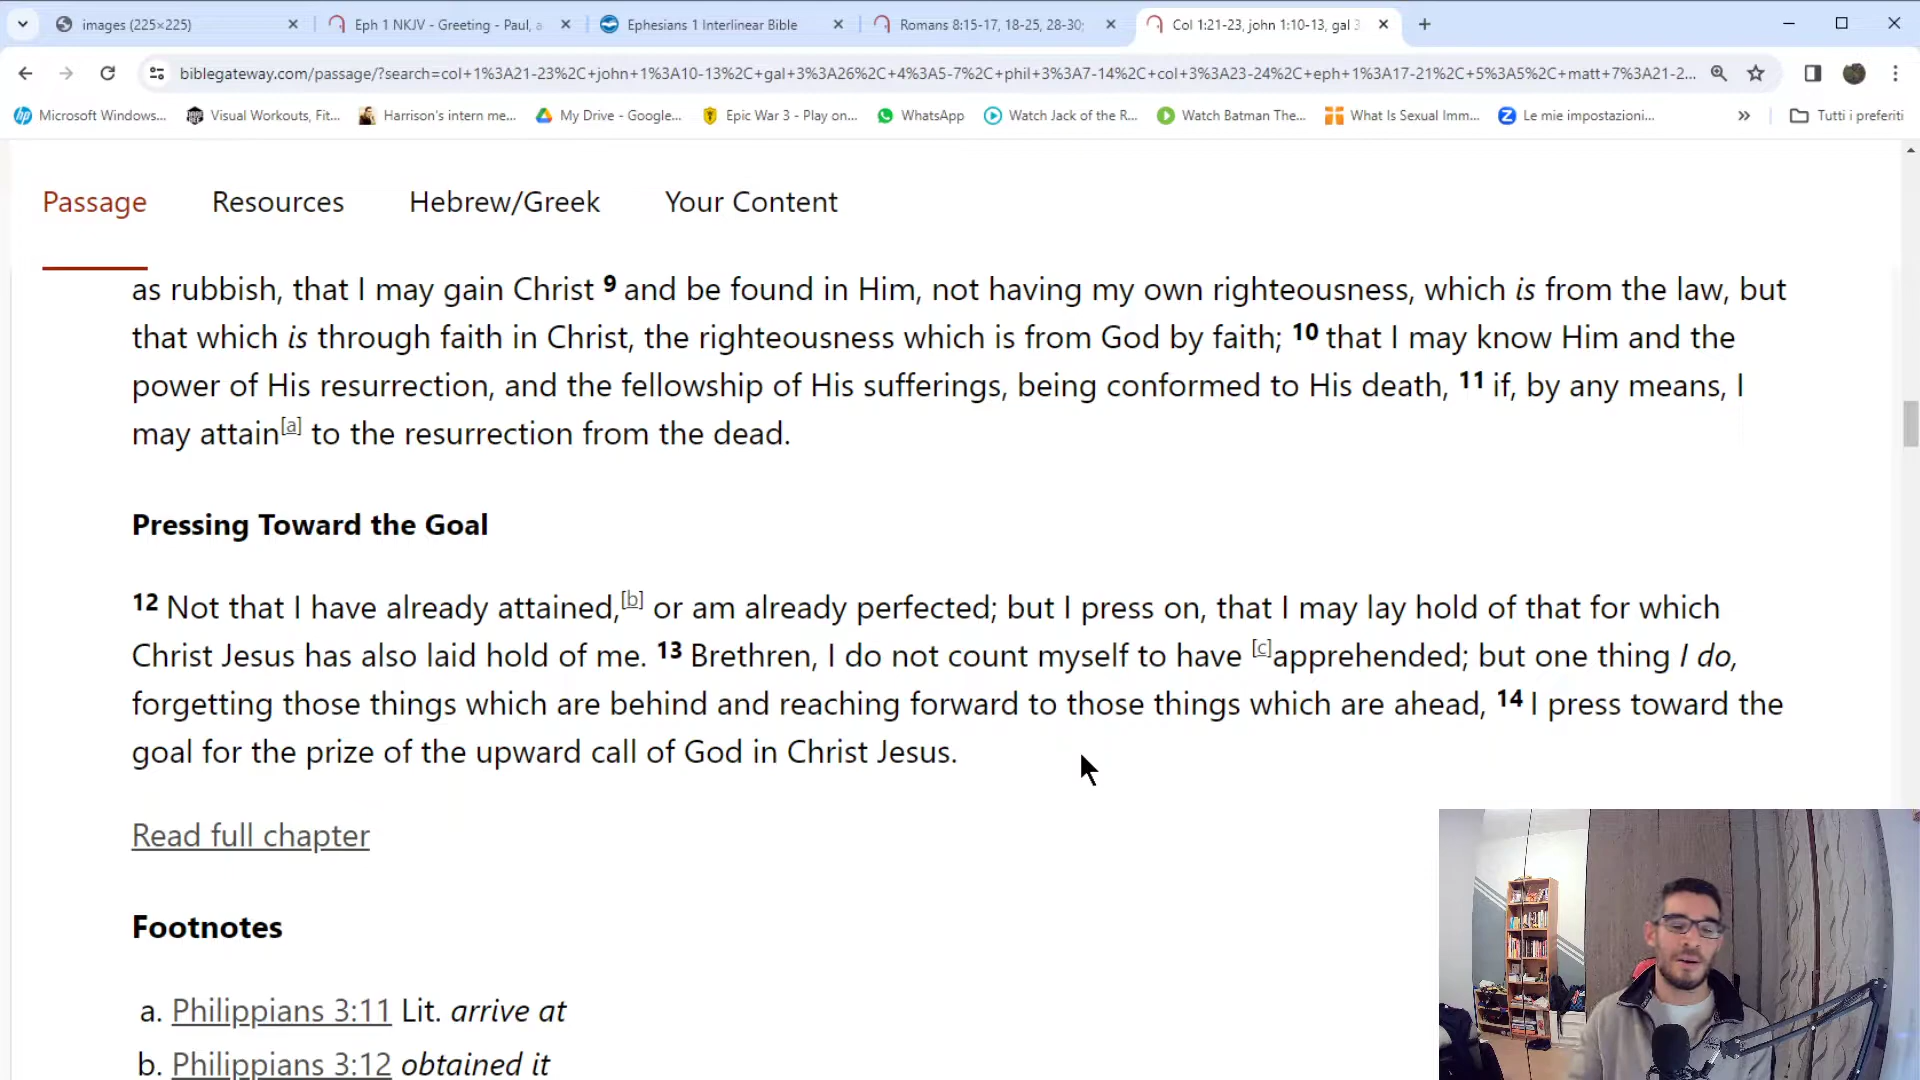 images (225×225)
Eph 1 NKJV - Greeting - Paul, a
Ephesians 1 Interlinear Bible
Romans 8:15-17, 18-25, 28-30;
Col 1:21-23, john 1:10-13, gal 3
biblegateway.com/passage/?search=col+1%3A21-23%2C+john+1%3A10-13%2C+gal+3%3A26%2C+4%3A5-7%2C+phil+3%3A7-14%2C+col+3%3A23-24%2C+eph+1%3A17-21%2C+5%3A5%2C+matt+7%3A21-2...
Microsoft Windows...
Visual Workouts, Fit...
Harrison's intern me...
My Drive - Google...
Epic War 3 - Play on...
WhatsApp
Watch Jack of the R...
Watch Batman The...
What Is Sexual Imm...
Le mie impostazioni...
»
Tutti i preferiti
Passage
Resources
Hebrew/Greek
Your Content
as rubbish, that I may gain Christ 9 and be found in Him, not having my own righteousness, which is from the law, but
that which is through faith in Christ, the righteousness which is from God by faith; 10 that I may know Him and the
power of His resurrection, and the fellowship of His sufferings, being conformed to His death, 11 if, by any means, I
may attain[a] to the resurrection from the dead.
Pressing Toward the Goal
12 Not that I have already attained,[b] or am already perfected; but I press on, that I may lay hold of that for which
Christ Jesus has also laid hold of me. 13 Brethren, I do not count myself to have [c]apprehended; but one thing I do,
forgetting those things which are behind and reaching forward to those things which are ahead, 14 I press toward the
goal for the prize of the upward call of God in Christ Jesus.
Read full chapter
Footnotes
a. Philippians 3:11 Lit. arrive at
b. Philippians 3:12 obtained it